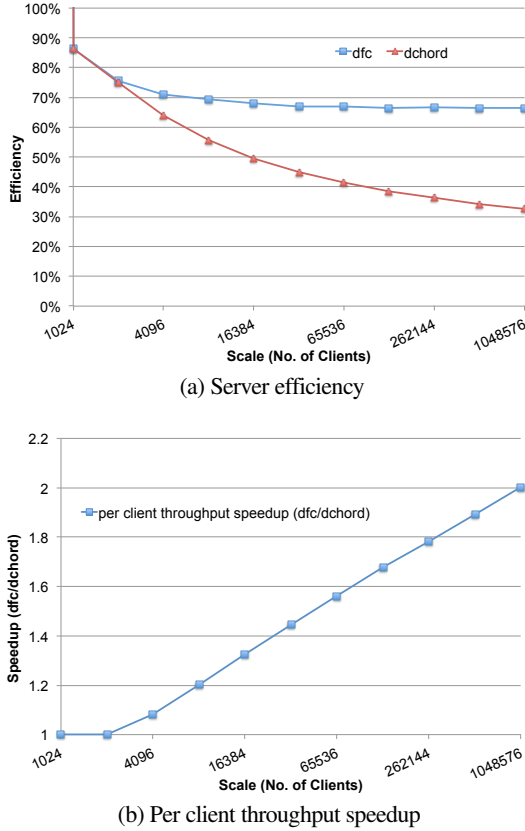 100%
90%
80%
70%
60%
50%
40%
30%
20%
10%
0%
Efficiency
dfc dchord
1024 4096 16384 65536 262144 1048576
Scale (No. of Clients)
(a) Server efficiency
2.2
2
1.8
1.6
1.4
1.2
1
Speedup (dfc/dchord)
per client throughput speedup (dfc/dchord)
1024 4096 16384 65536 262144 1048576
Scale (No. of Clients)
(b) Per client throughput speedup